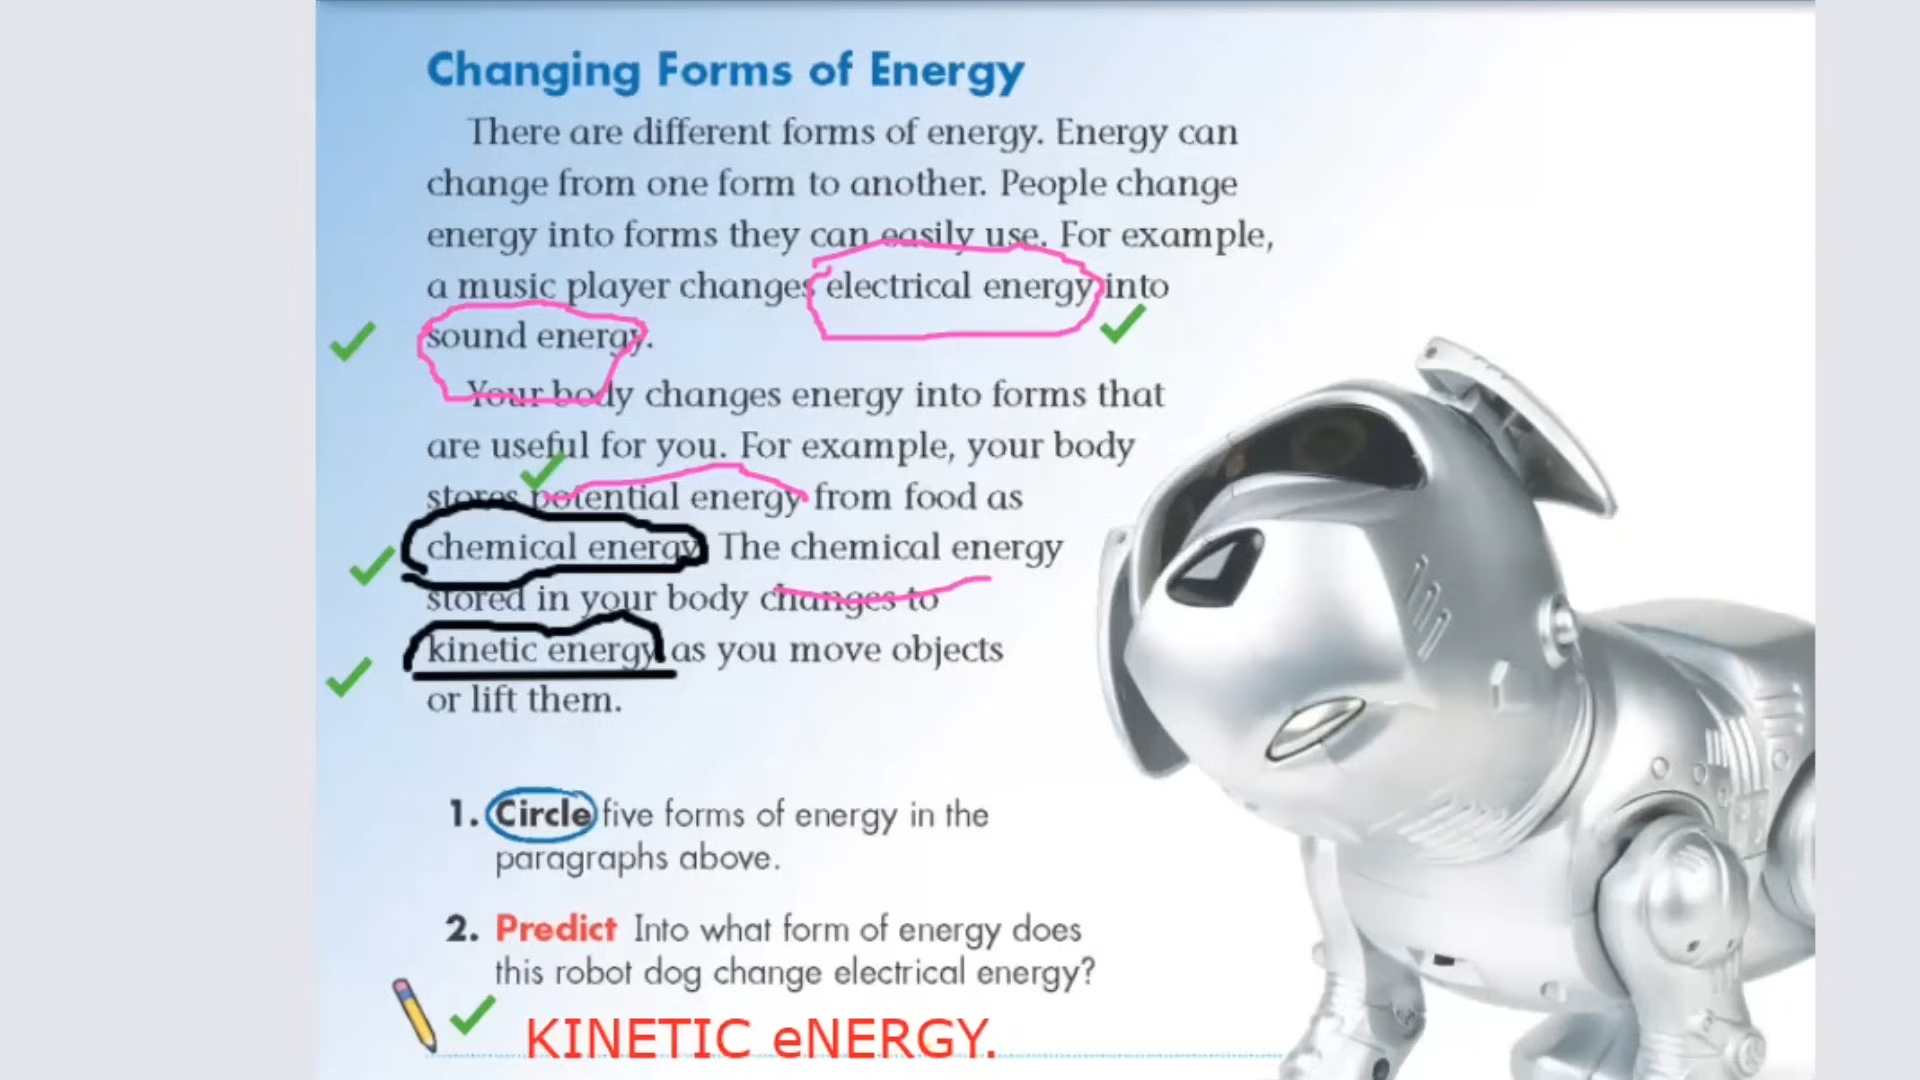 Changing Forms of Energy
There are different forms of energy. Energy can
change from one form to another. People change
energy into forms they can easily use. For example,
a music player changes electrical energy into
sound energy.
Your body changes energy into forms that
are useful for you. For example, your body
stores potential energy from food as
chemical energy. The chemical energy
stored in your body changes to
kinetic energy as you move objects
or lift them.
1. Circle five forms of energy in the
paragraphs above.
2. Predict Into what form of energy does
this robot dog change electrical energy?
KINETIC eNERGY.